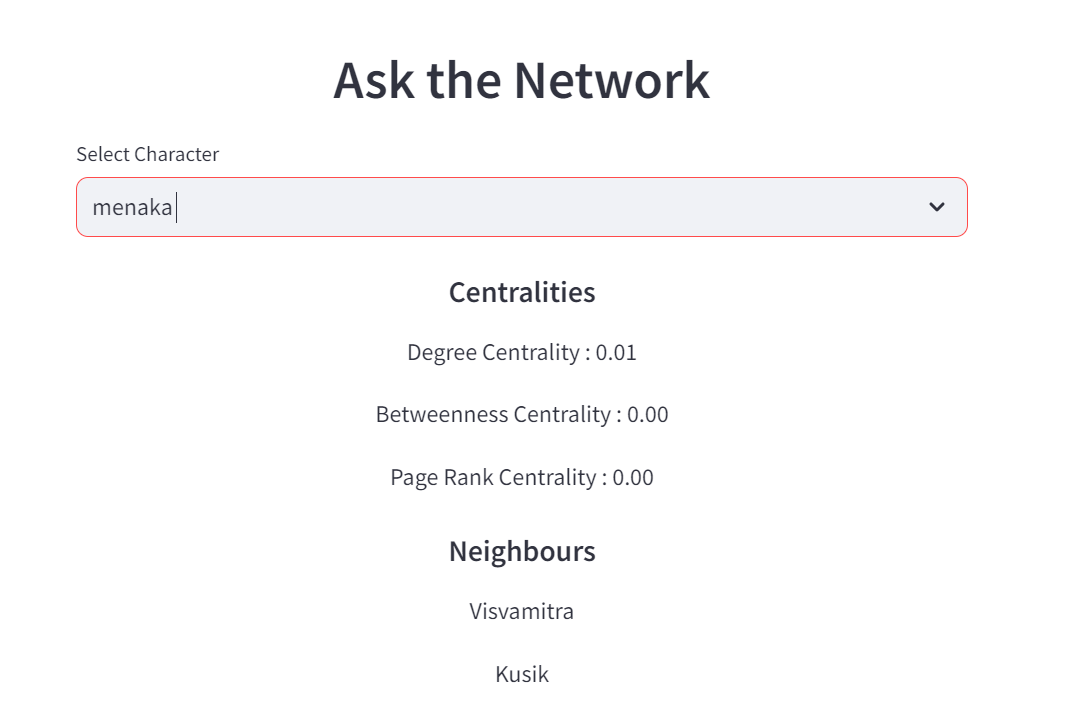 Ask the Network
Select Character
menaka
Centralities
Degree Centrality : 0.01
Betweenness Centrality : 0.00
Page Rank Centrality : 0.00
Neighbours
Visvamitra
Kusik